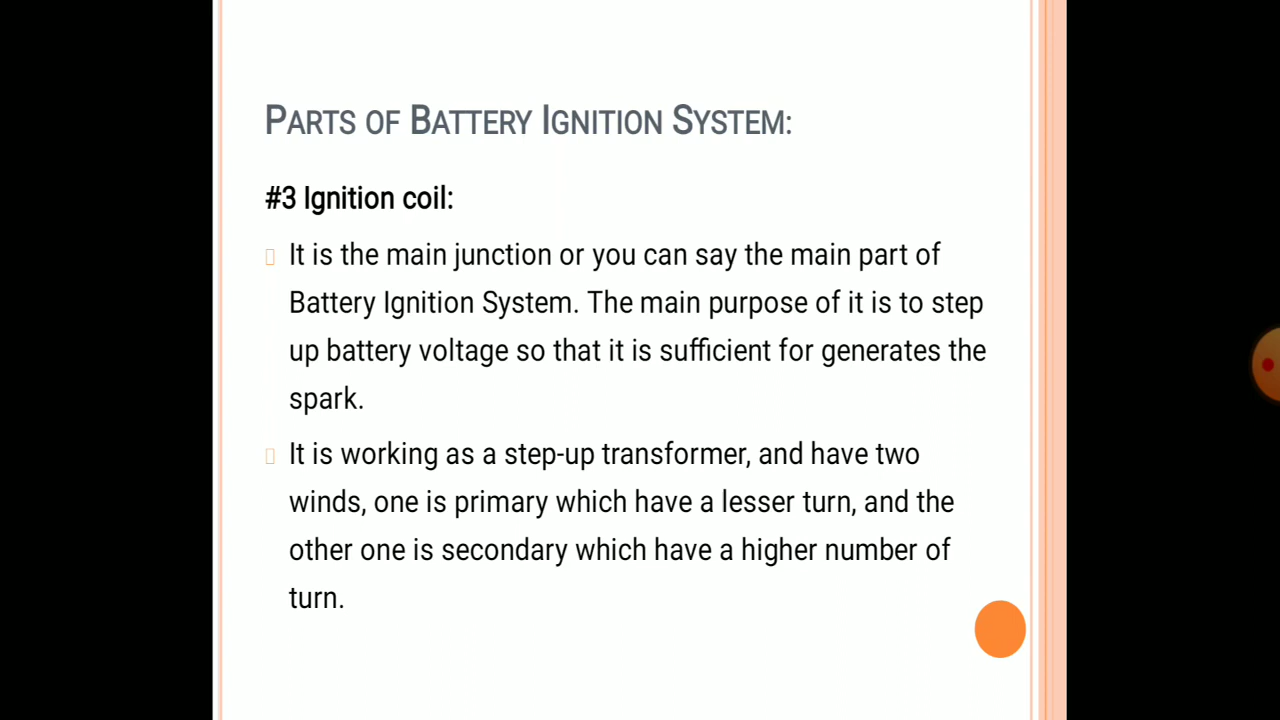 PARTS OF BATTERY IGNITION SYSTEM:
#3 Ignition coil:
It is the main junction or you can say the main part of
Battery Ignition System. The main purpose of it is to step
up battery voltage so that it is sufficient for generates the
spark.
It is working as a step-up transformer, and have two
winds, one is primary which have a lesser turn, and the
other one is secondary which have a higher number of
turn.